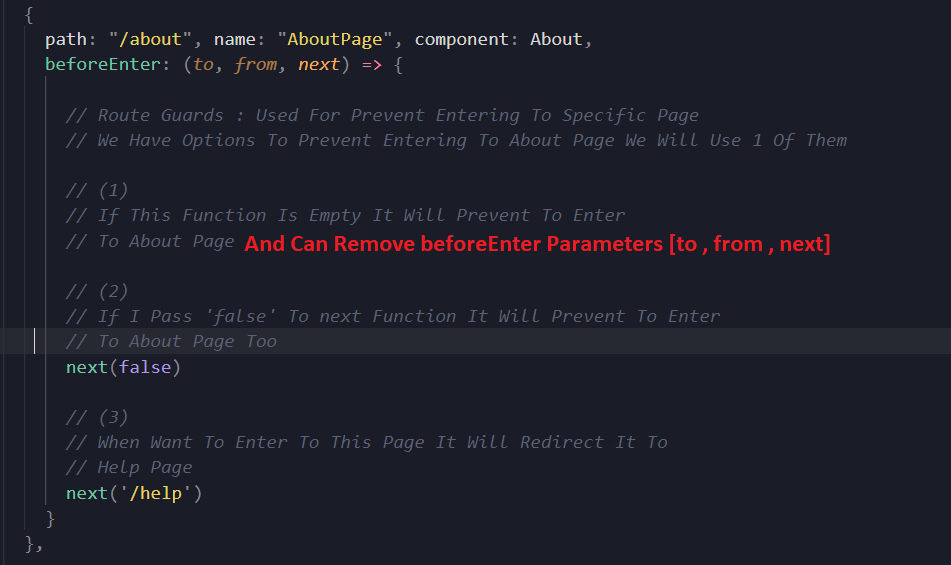 {
path: "/about", name: "AboutPage", component: About,
beforeEnter: (to, from, next) => {
// Route Guards : Used For Prevent Entering To Specific Page
// We Have Options To Prevent Entering To About Page We Will Use 1 Of Them
// (1)
// If This Function Is Empty It Will Prevent To Enter
// To About Page And Can Remove beforeEnter Parameters [to , from , next]
// (2)
// If I Pass 'false' To next Function It Will Prevent To Enter
// To About Page Too
next(false)
// (3)
// When Want To Enter To This Page It Will Redirect It To
// Help Page
next('/help')
}
},